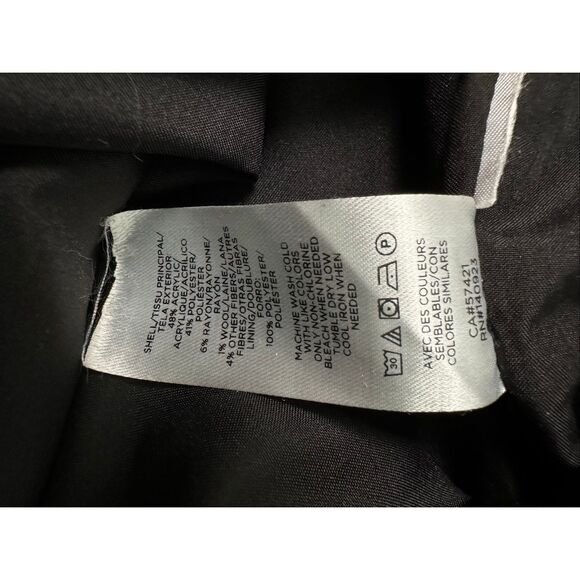 SHELL/TISSU PRINCIPAL/
TELA EXTERIOR
48% ACRYLIC/
ACRYLIQUE/ACRÍLICO
41% POLYESTER/
POLIÉSTER
6% RAYON/RAYONNE/
RAYON
1% WOOL/LAINE/LANA
4% OTHER FIBERS/AUTRES
FIBRES/OTRAS FIBRAS
LINING/DOUBLURE/
FORRO
100% POLYESTER/
POLIÉSTER
MACHINE WASH COLD
WITH LIKE COLORS
ONLY NON-CHLORINE
BLEACH WHEN NEEDED
TUMBLE DRY LOW
COOL IRON WHEN
NEEDED
30 P
AVEC DES COULEURS
SEMBLABLES/CON
COLORES SIMILARES
CA#57421
RN#140923